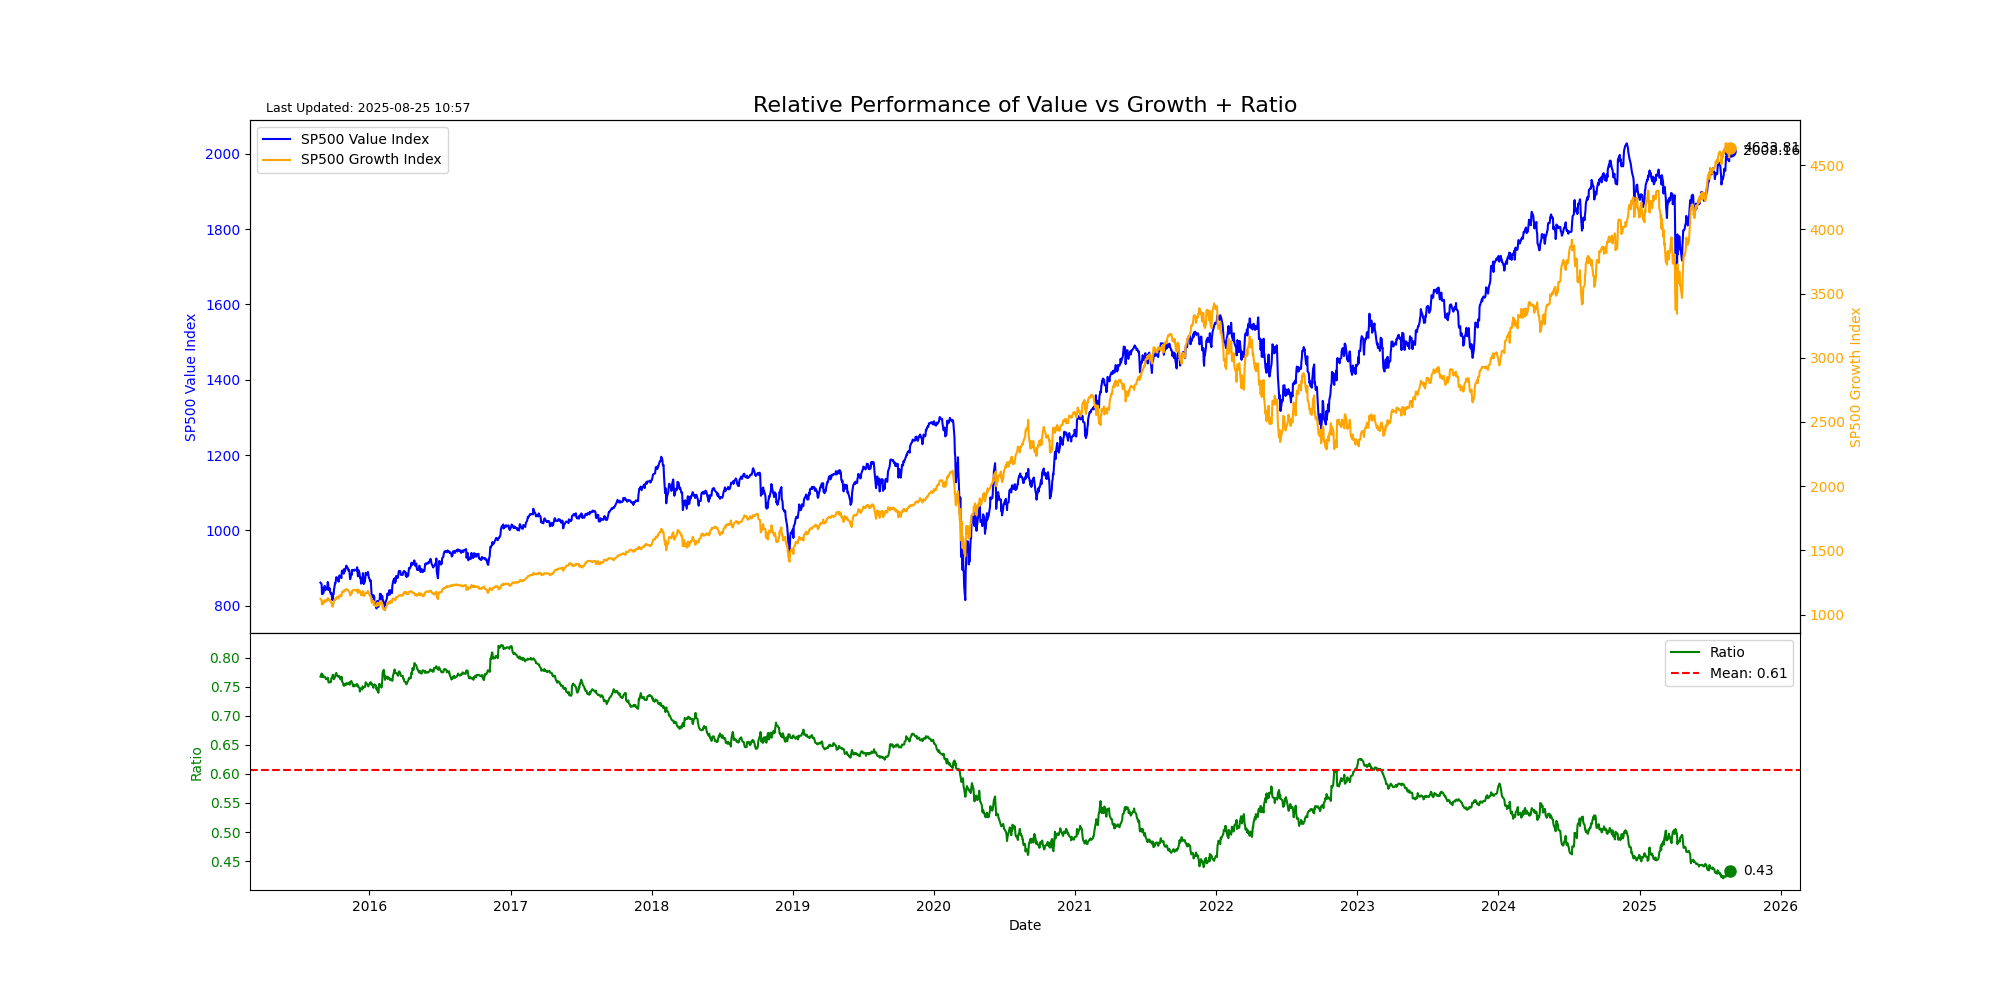 Last Updated: 2025-08-25 10:57
Relative Performance of Value vs Growth + Ratio
SP500 Value Index
SP500 Growth Index
4633.81
2008.16
2000
1800
1600
1400
1200
1000
800
SP500 Value Index
4500
4000
3500
3000
2500
2000
1500
1000
SP500 Growth Index
Ratio
Mean: 0.61
0.80
0.75
0.70
0.65
0.60
0.55
0.50
0.45
Ratio
0.43
2016 2017 2018 2019 2020 2021 2022 2023 2024 2025 2026
Date